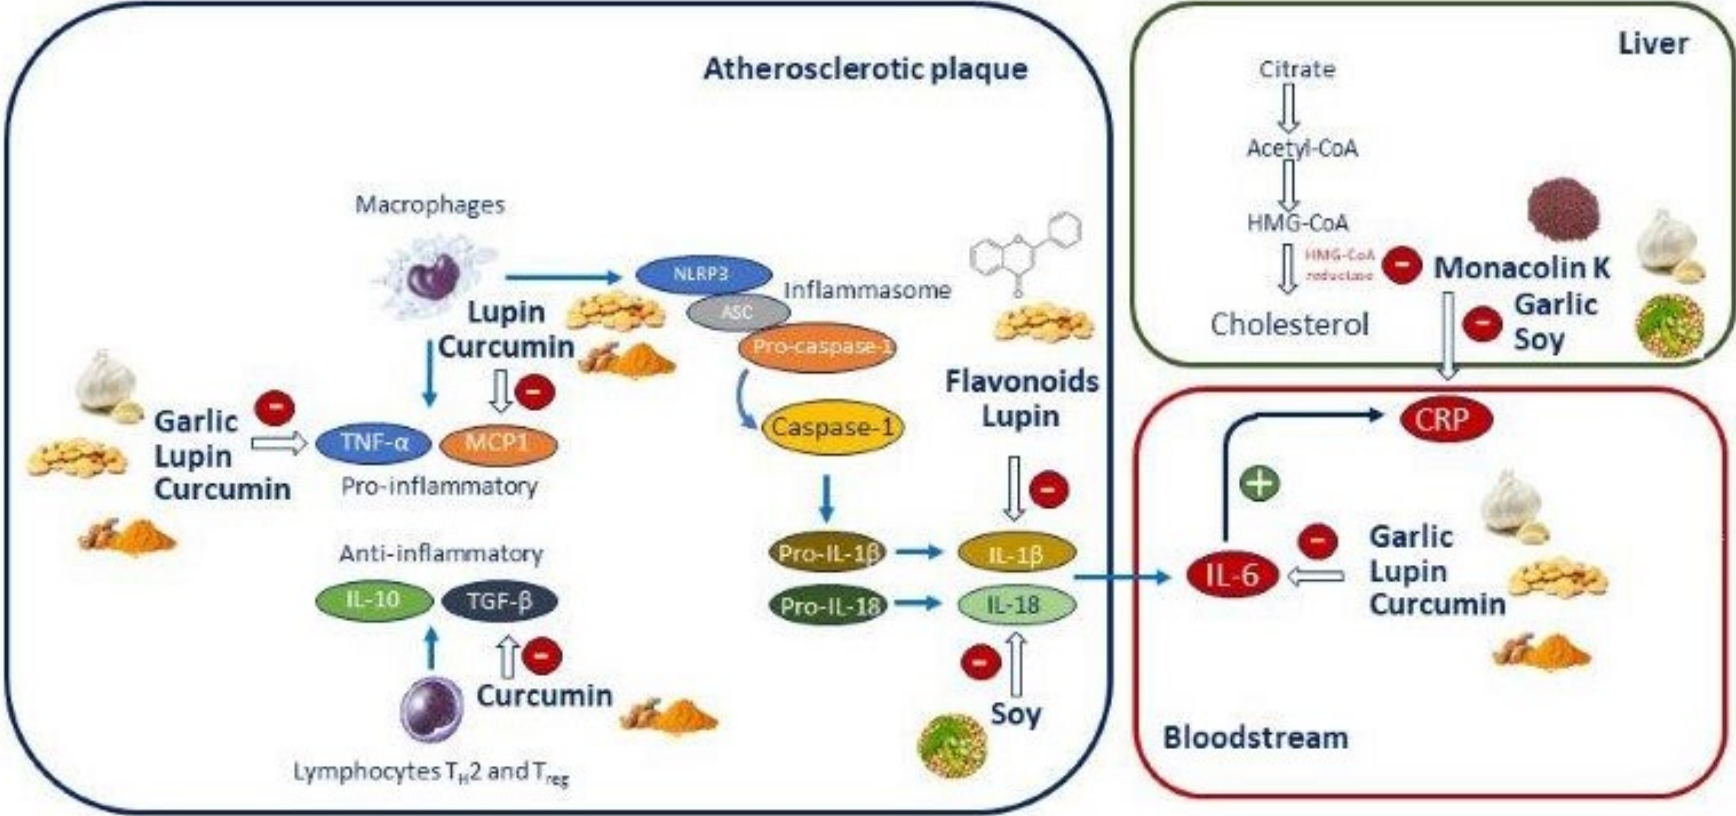 Atherosclerotic plaque
Macrophages
NLRP3
ASC
Inflammasome
Pro-caspase-1
Lupin
Curcumin
-
Caspase-1
Garlic
Lupin
Curcumin
-
TNF-α
MCP1
Pro-inflammatory
Anti-inflammatory
IL-10
TGF-β
-
Curcumin
Lymphocytes TH2 and Treg
Flavonoids
Lupin
-
Pro-IL-1β
IL-1β
Pro-IL-18
IL-18
-
Soy
Liver
Citrate
Acetyl-CoA
HMG-CoA
HMG-CoA
reductase
-
Cholesterol
Monacolin K
Garlic
Soy
-
CRP
+
IL-6
-
Garlic
Lupin
Curcumin
Bloodstream